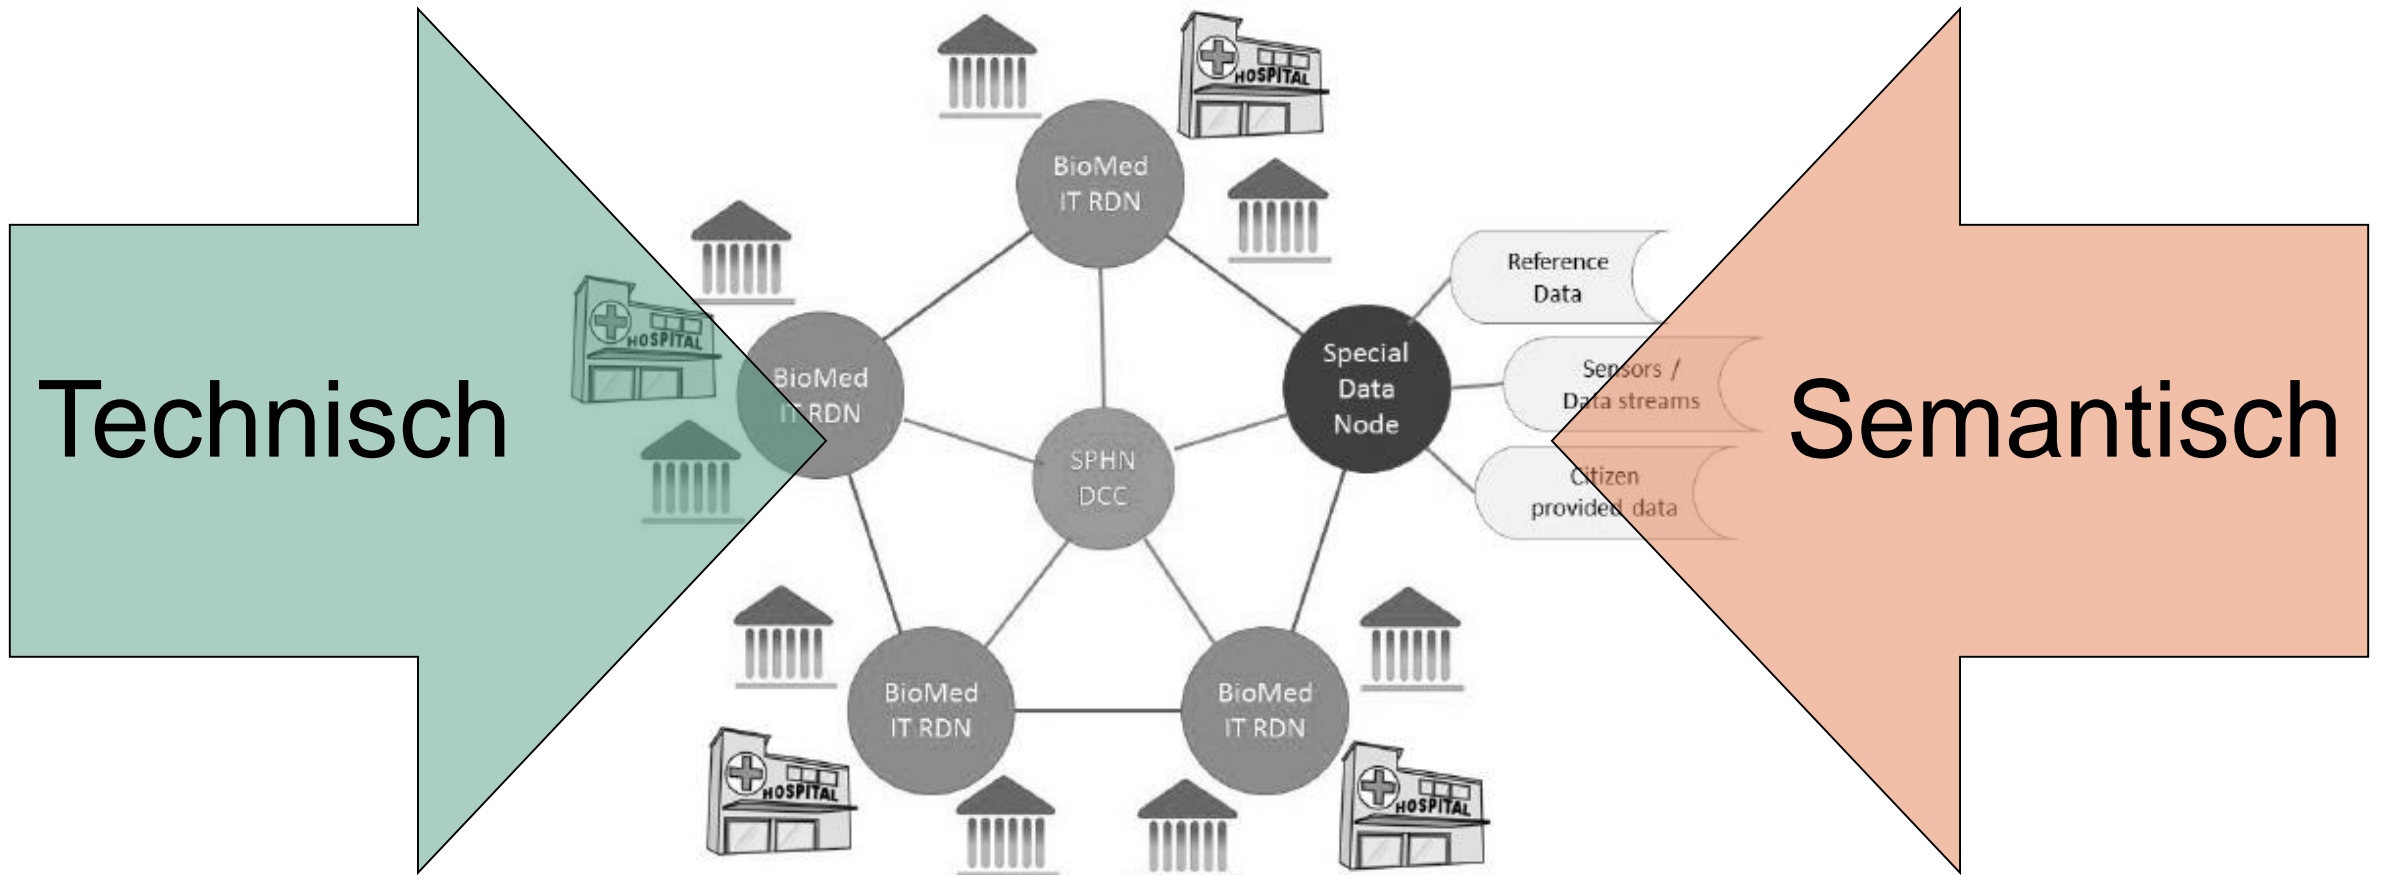 HOSPITAL
BioMed
IT RDN
Reference
Data
HOSPITAL
BioMed
IT RDN
Special
Data
Node
Sensors /
Data streams
Technisch
Semantisch
SPHN
DCC
Citizen
provided data
BioMed
IT RDN
BioMed
IT RDN
HOSPITAL
HOSPITAL